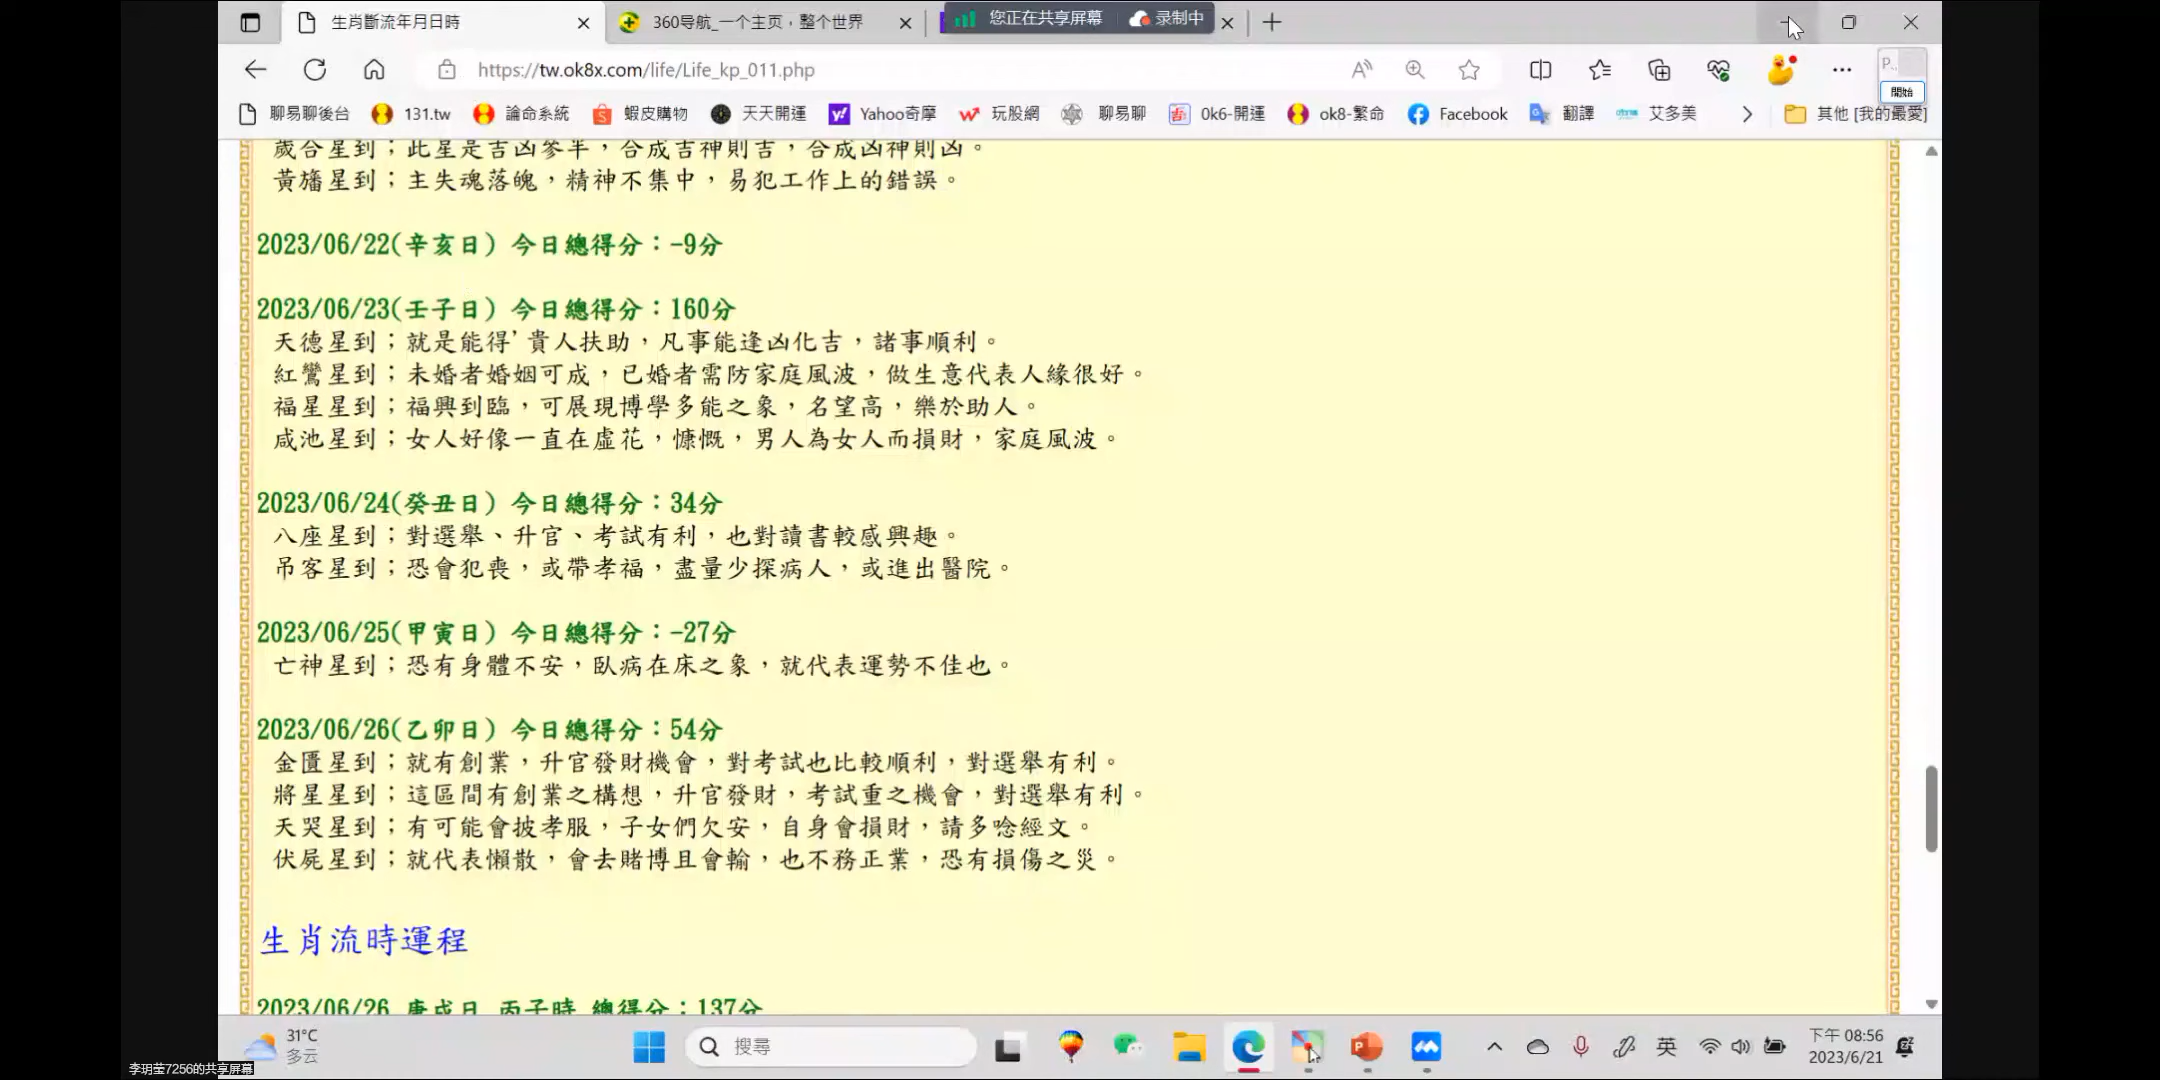 生肖斷流年月日時
360导航_一个主页，整个世界
您正在共享屏幕
录制中
https://tw.ok8x.com/life/Life_kp_011.php
P...
開始
聊易聊後台
131.tw
論命系統
蝦皮購物
天天開運
Yahoo奇摩
玩股網
聊易聊
0k6-開運
ok8-繁命
Facebook
翻譯
艾多美
其他 [我的最愛]
歲合星到；此星是吉凶參半，合成吉神則吉，合成凶神則凶。
黃旛星到；主失魂落魄，精神不集中，易犯工作上的錯誤。
2023/06/22(辛亥日) 今日總得分：-9分
2023/06/23(壬子日) 今日總得分：160分
天德星到；就是能得'貴人扶助，凡事能逢凶化吉，諸事順利。
紅鸞星到；未婚者婚姻可成，已婚者需防家庭風波，做生意代表人緣很好。
福星星到；福興到臨，可展現博學多能之象，名望高，樂於助人。
咸池星到；女人好像一直在虛花，慷慨，男人為女人而損財，家庭風波。
2023/06/24(癸丑日) 今日總得分：34分
八座星到；對選舉、升官、考試有利，也對讀書較感興趣。
吊客星到；恐會犯喪，或帶孝福，盡量少探病人，或進出醫院。
2023/06/25(甲寅日) 今日總得分：-27分
亡神星到；恐有身體不安，臥病在床之象，就代表運勢不佳也。
2023/06/26(乙卯日) 今日總得分：54分
金匱星到；就有創業，升官發財機會，對考試也比較順利，對選舉有利。
將星星到；這區間有創業之構想，升官發財，考試重之機會，對選舉有利。
天哭星到；有可能會披孝服，子女們欠安，自身會損財，請多唸經文。
伏屍星到；就代表懶散，會去賭博且會輸，也不務正業，恐有損傷之災。
生肖流時運程
2023/06/26 庚戌日 丙子時 總得分：137分
31°C
多云
搜尋
英
下午 08:56
2023/6/21
李玥莹7256的共享屏幕